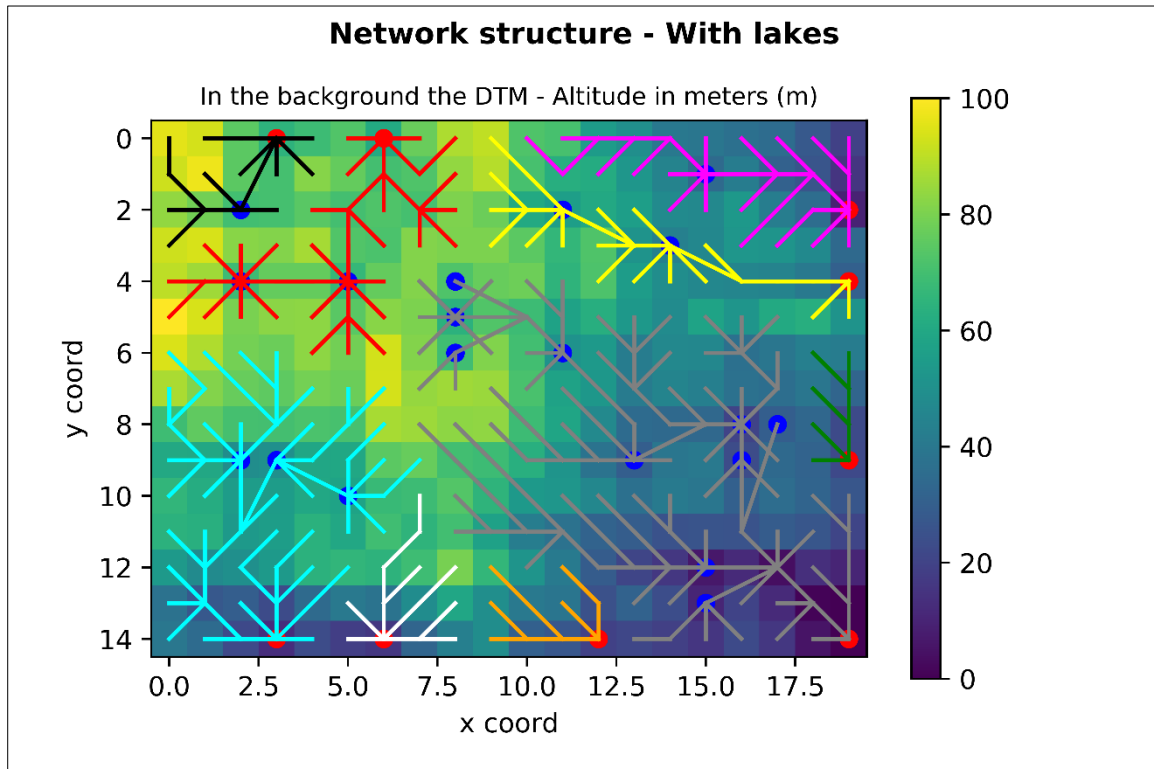 Network structure - With lakes
In the background the DTM - Altitude in meters (m)
0
2
4
6
8
10
12
14
y coord
0.0 2.5 5.0 7.5 10.0 12.5 15.0 17.5
x coord
100
80
60
40
20
0